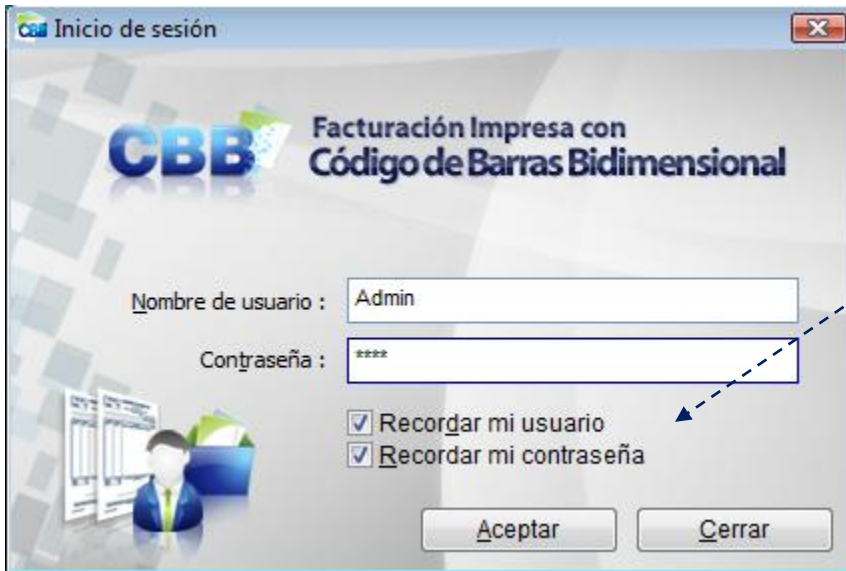 CBB Inicio de sesión
CBB
Facturación Impresa con
Código de Barras Bidimensional
Nombre de usuario : Admin
Contraseña : ****
Recordar mi usuario
Recordar mi contraseña
Aceptar Cerrar